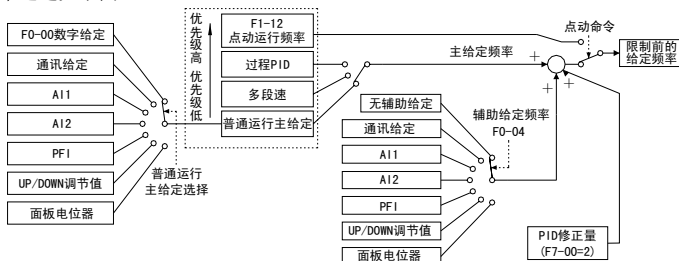 F0-00数字给定
通讯给定
AI1
AI2
PFI
UP/DOWN调节值
面板电位器
普通运行
主给定选择
优先级高 优先级低
F1-12
点动运行频率
过程PID
多段速
普通运行主给定
主给定频率
点动命令
限制前的
给定频率
+
+
+
无辅助给定
通讯给定
AI1
AI2
PFI
UP/DOWN调节值
面板电位器
辅助给定频率
F0-04
PID修正量
(F7-00=2)